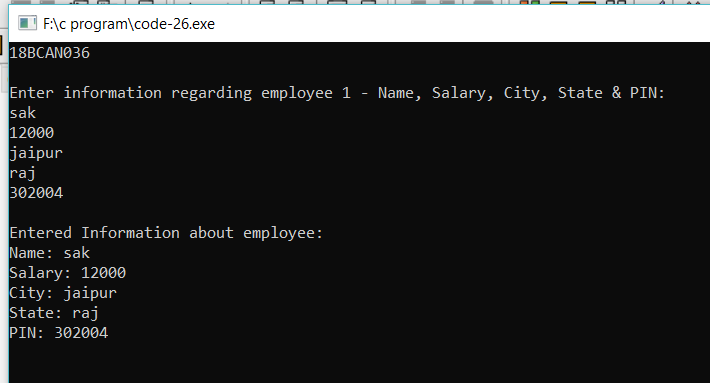 F:\c program\code-26.exe
18BCAN036
Enter information regarding employee 1 - Name, Salary, City, State & PIN:
sak
12000
jaipur
raj
302004
Entered Information about employee:
Name: sak
Salary: 12000
City: jaipur
State: raj
PIN: 302004